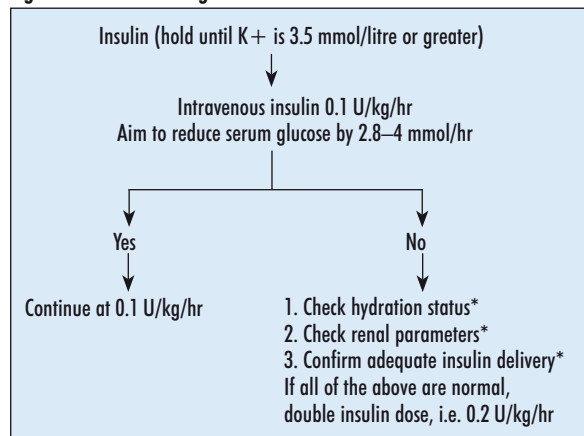 Insulin (hold until K+ is 3.5 mmol/litre or greater)
Intravenous insulin 0.1 U/kg/hr
Aim to reduce serum glucose by 2.8–4 mmol/hr
Yes
No
Continue at 0.1 U/kg/hr
1. Check hydration status*
2. Check renal parameters*
3. Confirm adequate insulin delivery*
If all of the above are normal,
double insulin dose, i.e. 0.2 U/kg/hr